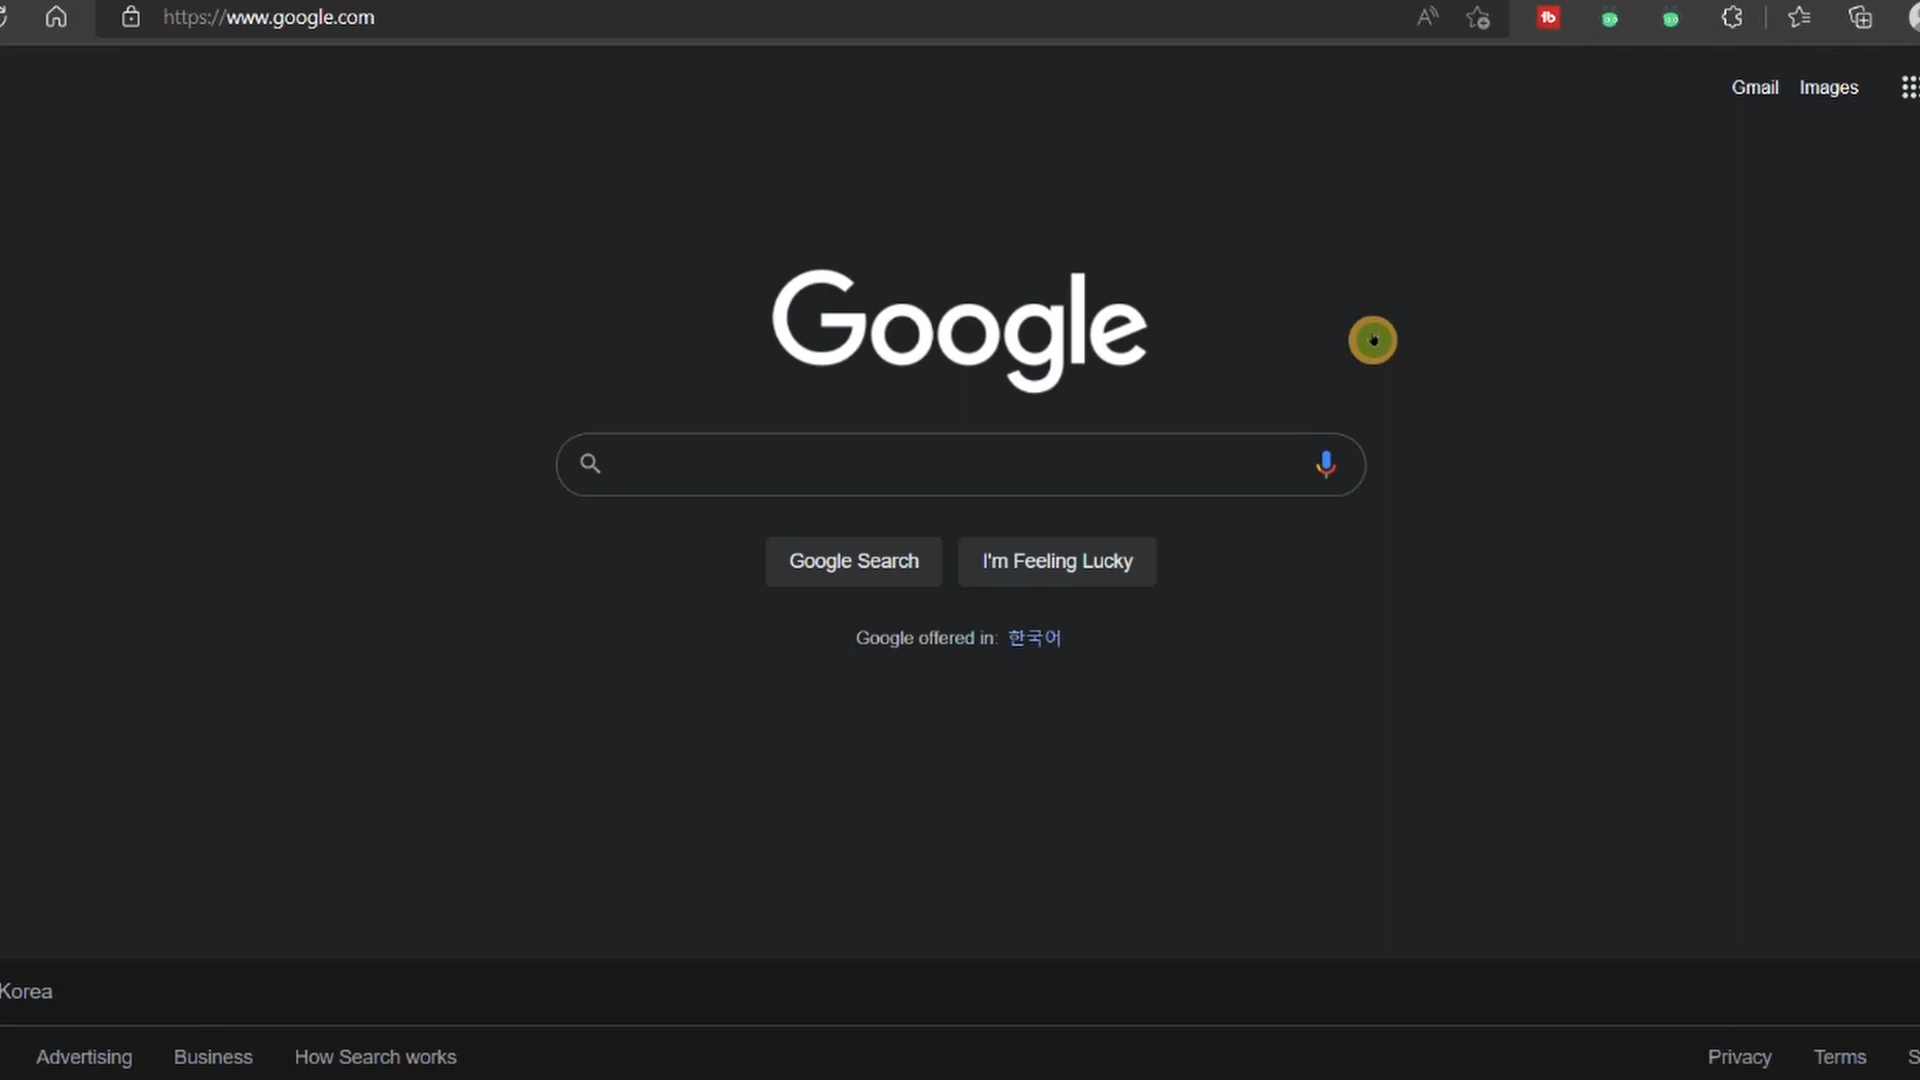 https://www.google.com
Gmail Images
Google
Google Search I'm Feeling Lucky
Google offered in: 한국어
Korea
Advertising Business How Search works Privacy Terms